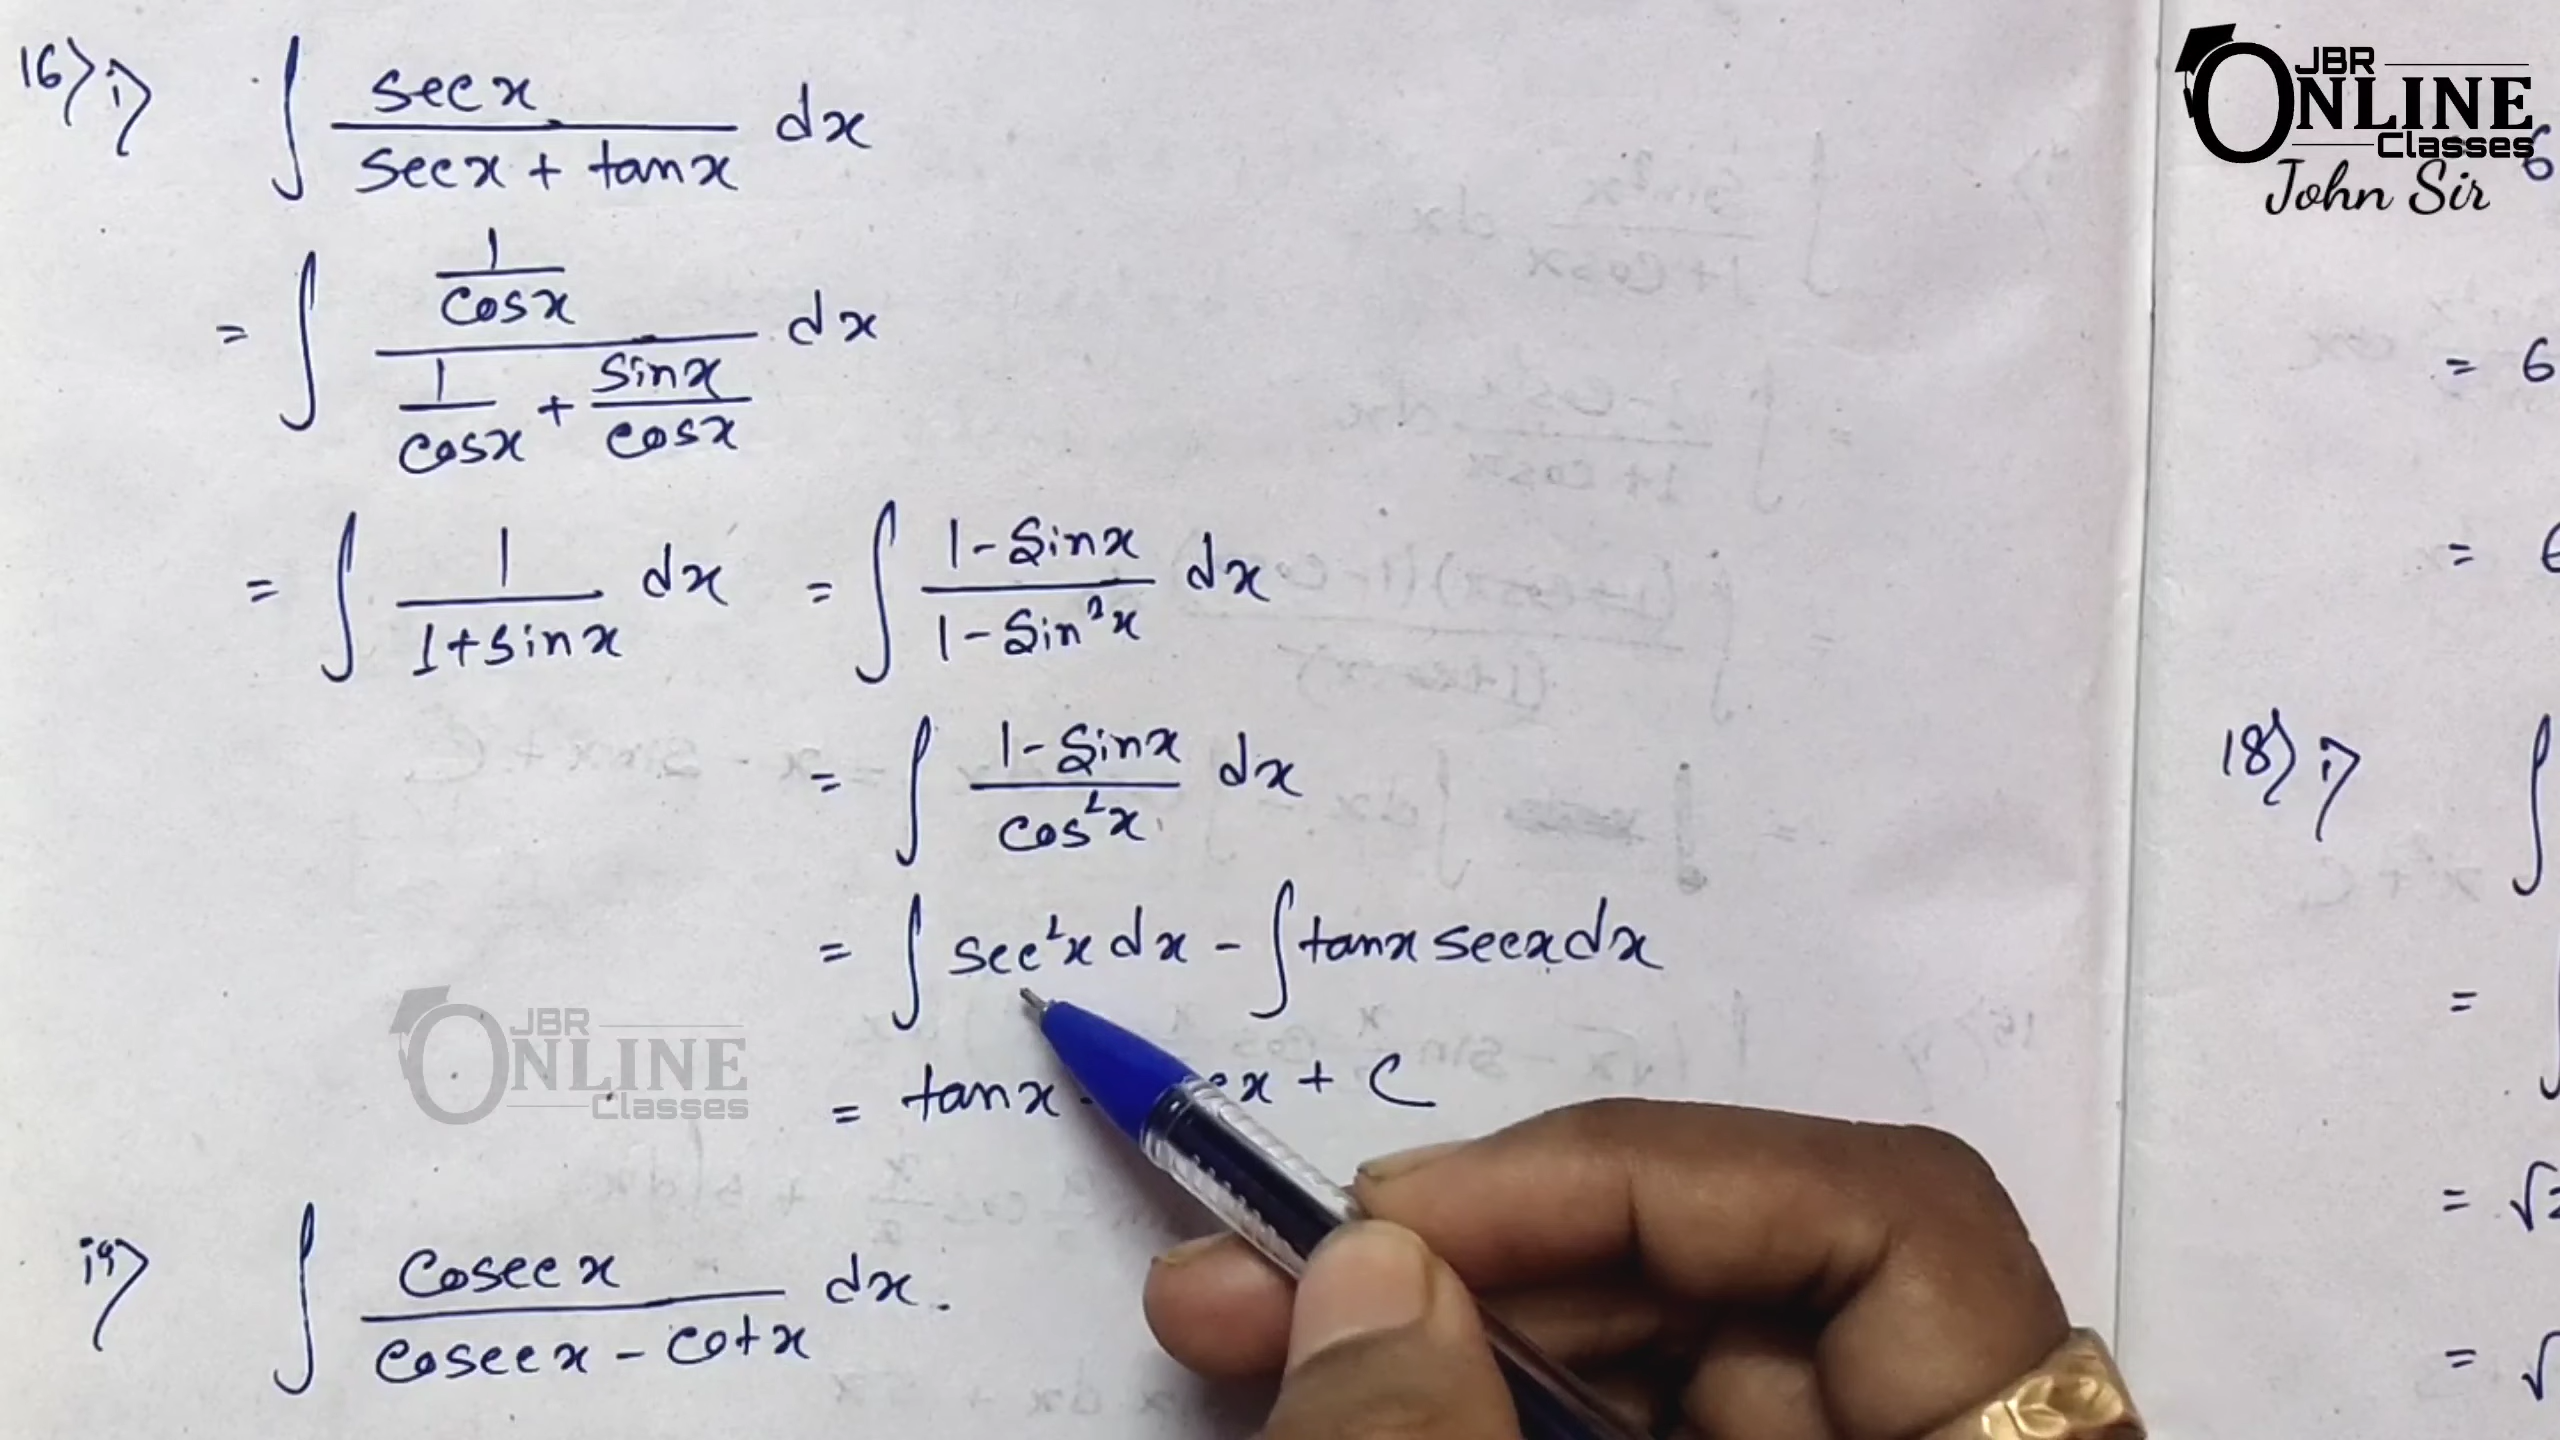 JBR
ONLINE
Classes
John Sir
16) i) ∫ secx / (secx + tanx) dx
= ∫ (1/cosx) / (1/cosx + sinx/cosx) dx
= ∫ 1/(1+sinx) dx = ∫ (1-sinx)/(1-sin²x) dx
= ∫ (1-sinx)/cos²x dx
= ∫ sec²x dx - ∫ tanx secx dx
= tanx x + C
JBR
ONLINE
Classes
ii) ∫ cosecx / (cosecx - cotx) dx.
6
= 6
=
18) i) ∫
=
= √2
= √